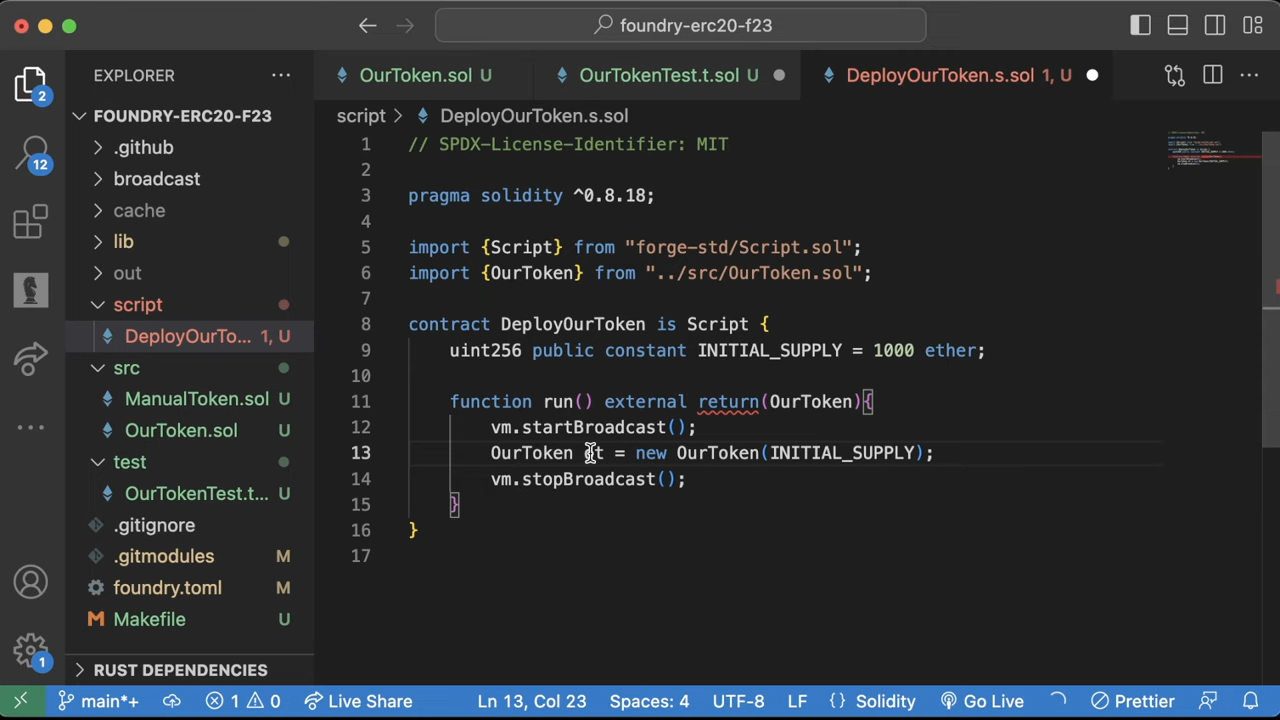 foundry-erc20-f23
EXPLORER
OurToken.sol U
OurTokenTest.t.sol U
DeployOurToken.s.sol 1, U
2
FOUNDRY-ERC20-F23
script > DeployOurToken.s.sol
.github
broadcast
cache
lib
out
script
DeployOurTo... 1, U
src
ManualToken.sol U
OurToken.sol U
test
OurTokenTest.t... U
.gitignore
.gitmodules M
foundry.toml M
M Makefile U
RUST DEPENDENCIES
12
1
1 // SPDX-License-Identifier: MIT
2
3 pragma solidity ^0.8.18;
4
5 import {Script} from "forge-std/Script.sol";
6 import {OurToken} from "../src/OurToken.sol";
7
8 contract DeployOurToken is Script {
9 uint256 public constant INITIAL_SUPPLY = 1000 ether;
10
11 function run() external return(OurToken){
12 vm.startBroadcast();
13 OurToken ot = new OurToken(INITIAL_SUPPLY);
14 vm.stopBroadcast();
15 }
16 }
17
main*+ 1 0 Live Share Ln 13, Col 23 Spaces: 4 UTF-8 LF {} Solidity Go Live Prettier